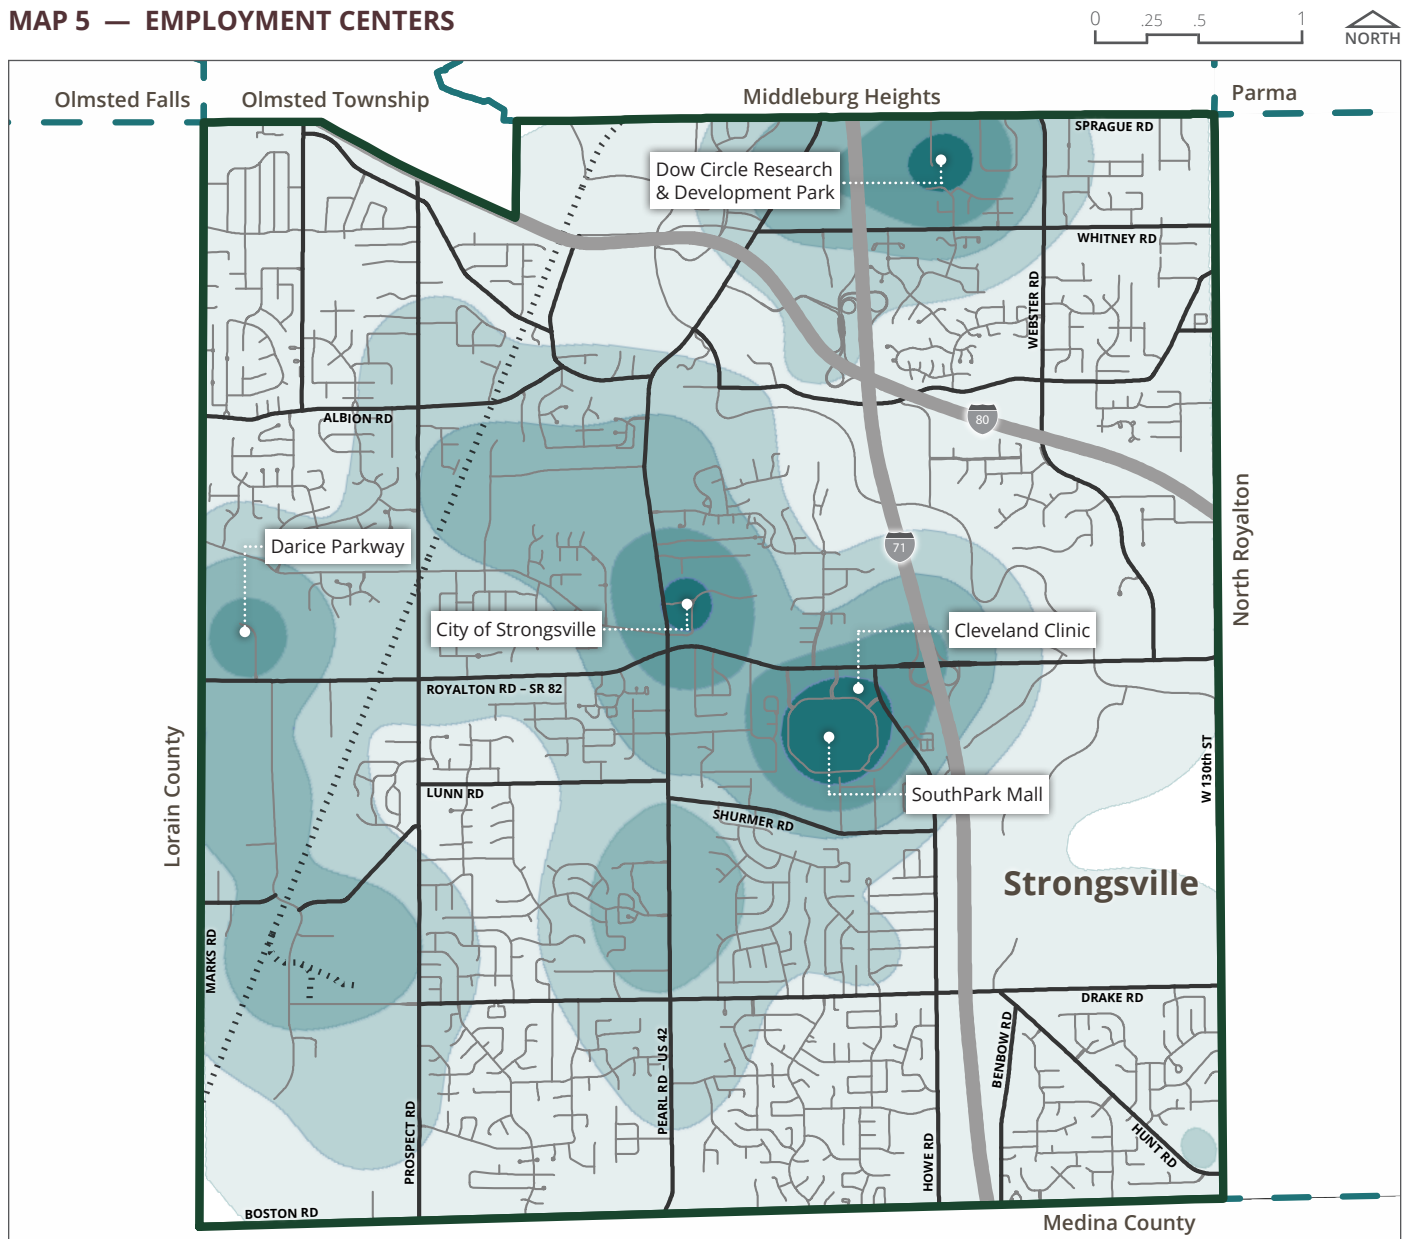 MAP 5 — EMPLOYMENT CENTERS
0 .25 .5 1
NORTH
Olmsted Falls
Olmsted Township
Middleburg Heights
Parma
SPRAGUE RD
Dow Circle Research
& Development Park
WHITNEY RD
WEBSTER RD
ALBION RD
80
North Royalton
Darice Parkway
71
City of Strongsville
Cleveland Clinic
ROYALTON RD – SR 82
Lorain County
W 130th ST
LUNN RD
SouthPark Mall
SHURMER RD
Strongsville
MARKS RD
DRAKE RD
BENBOW RD
PEARL RD – US 42
PROSPECT RD
HOWE RD
HUNT RD
BOSTON RD
Medina County